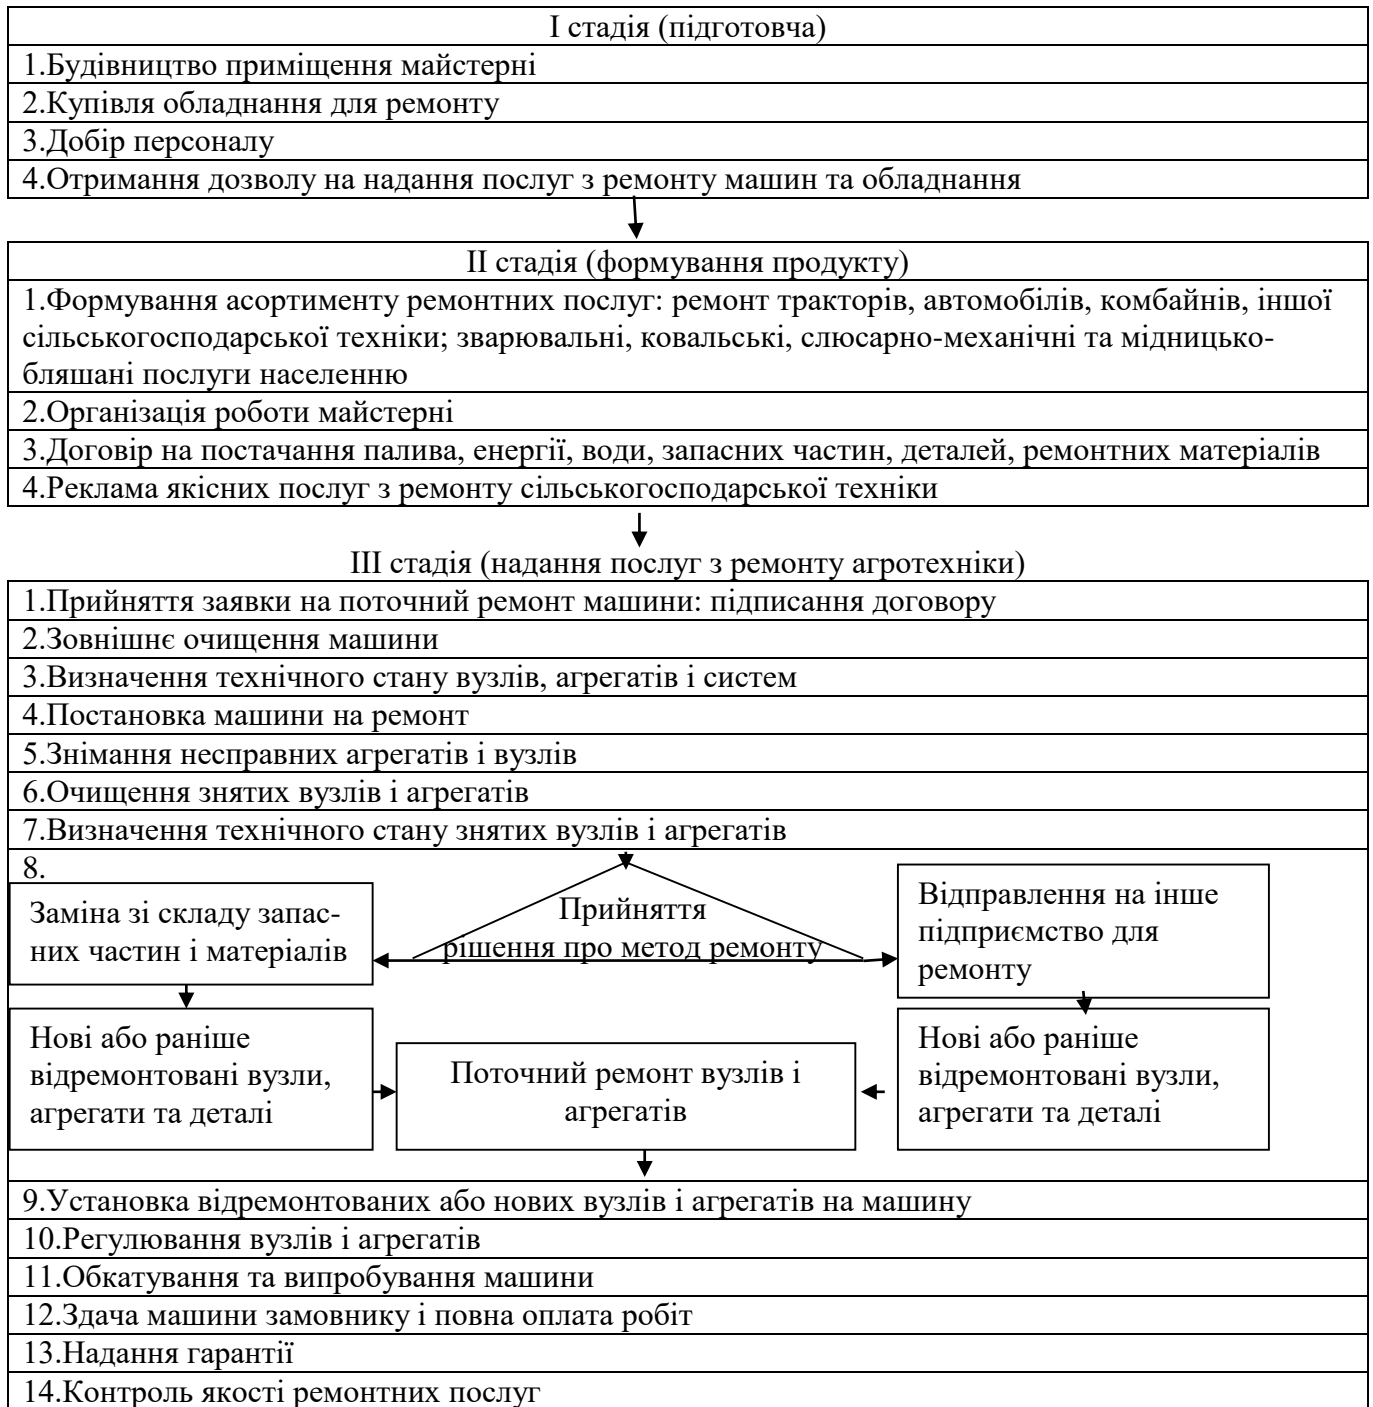 І стадія (підготовча)
1.Будівництво приміщення майстерні
2.Купівля обладнання для ремонту
3.Добір персоналу
4.Отримання дозволу на надання послуг з ремонту машин та обладнання
ІІ стадія (формування продукту)
1.Формування асортименту ремонтних послуг: ремонт тракторів, автомобілів, комбайнів, іншої
сільськогосподарської техніки; зварювальні, ковальські, слюсарно-механічні та мідницько-
бляшані послуги населенню
2.Організація роботи майстерні
3.Договір на постачання палива, енергії, води, запасних частин, деталей, ремонтних матеріалів
4.Реклама якісних послуг з ремонту сільськогосподарської техніки
ІІІ стадія (надання послуг з ремонту агротехніки)
1.Прийняття заявки на поточний ремонт машини: підписання договору
2.Зовнішнє очищення машини
3.Визначення технічного стану вузлів, агрегатів і систем
4.Постановка машини на ремонт
5.Знімання несправних агрегатів і вузлів
6.Очищення знятих вузлів і агрегатів
7.Визначення технічного стану знятих вузлів і агрегатів
8.
Заміна зі складу запас-
них частин і матеріалів
Прийняття
рішення про метод ремонту
Відправлення на інше
підприємство для
ремонту
Нові або раніше
відремонтовані вузли,
агрегати та деталі
Поточний ремонт вузлів і
агрегатів
Нові або раніше
відремонтовані вузли,
агрегати та деталі
9.Установка відремонтованих або нових вузлів і агрегатів на машину
10.Регулювання вузлів і агрегатів
11.Обкатування та випробування машини
12.Здача машини замовнику і повна оплата робіт
13.Надання гарантії
14.Контроль якості ремонтних послуг